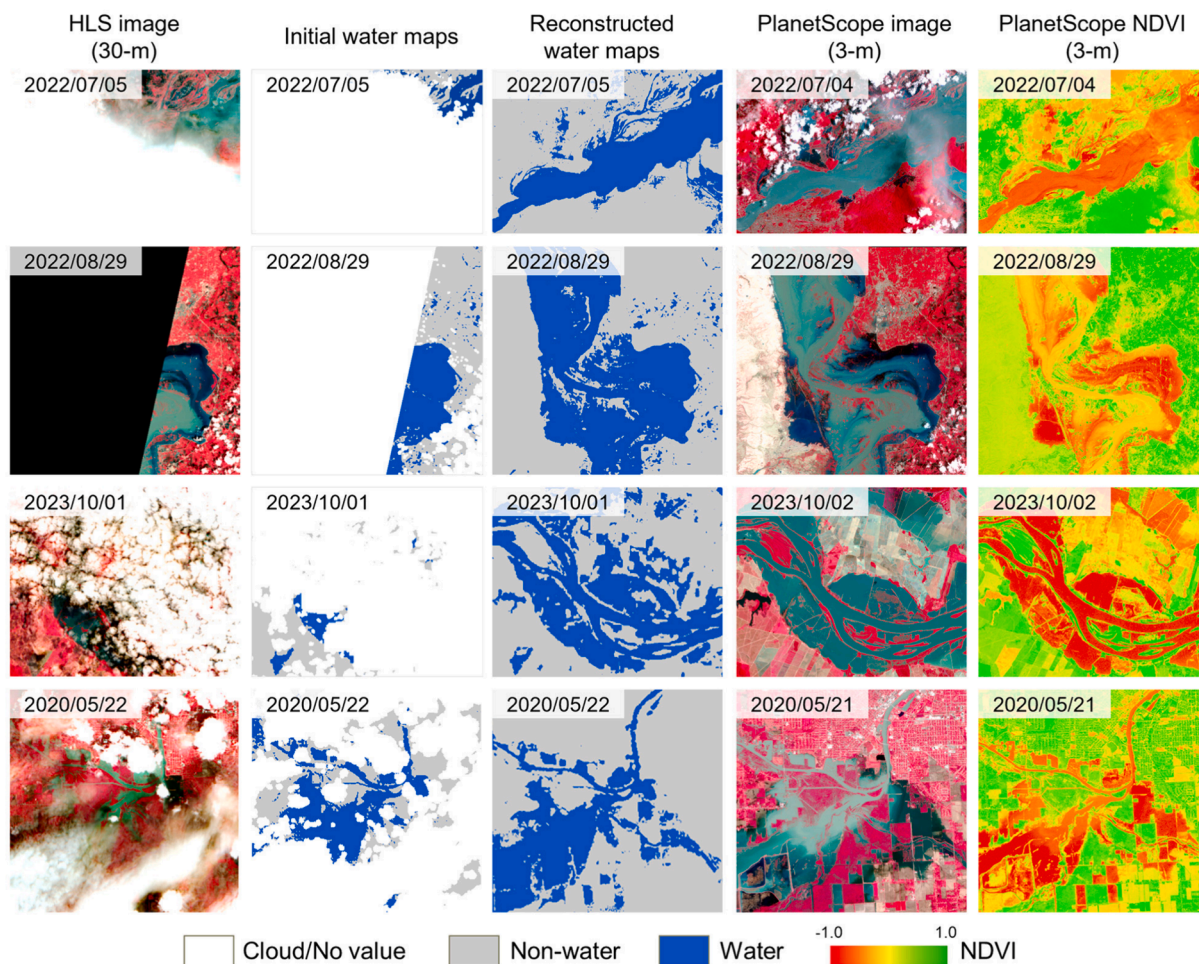 HLS image
(30-m)
Initial water maps
Reconstructed
water maps
PlanetScope image
(3-m)
PlanetScope NDVI
(3-m)
2022/07/05
2022/07/05
2022/07/05
2022/07/04
2022/07/04
2022/08/29
2022/08/29
2022/08/29
2022/08/29
2022/08/29
2023/10/01
2023/10/01
2023/10/01
2023/10/02
2023/10/02
2020/05/22
2020/05/22
2020/05/22
2020/05/21
2020/05/21
Cloud/No value
Non-water
Water
-1.0
1.0
NDVI